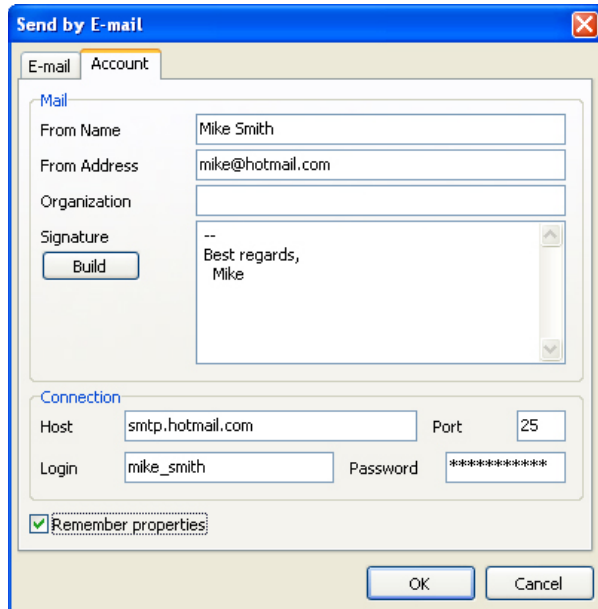 Send by E-mail
E-mail Account
Mail
From Name Mike Smith
From Address mike@hotmail.com
Organization
Signature --
Best regards,
Build
Mike
Connection
Host smtp.hotmail.com Port 25
Login mike_smith Password ***********
Remember properties
OK Cancel